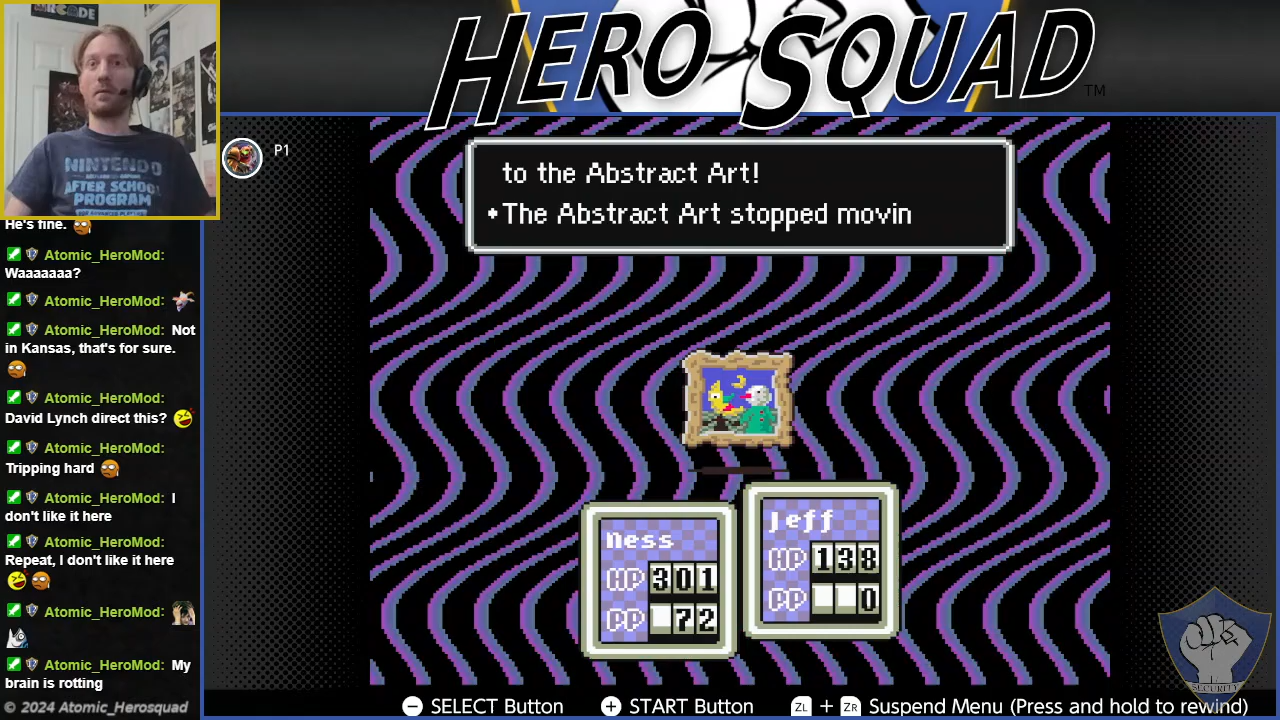 HERO SQUAD
TM
P1
NINTENDO
AFTER SCHOOL
PROGRAM
He's fine.
Atomic_HeroMod:
Waaaaaaa?
Atomic_HeroMod:
Atomic_HeroMod: Not
in Kansas, that's for sure.
Atomic_HeroMod:
David Lynch direct this?
Atomic_HeroMod:
Tripping hard
Atomic_HeroMod: I
don't like it here
Atomic_HeroMod:
Repeat, I don't like it here
Atomic_HeroMod:
Atomic_HeroMod: My
brain is rotting
© 2024 Atomic_Herosquad
to the Abstract Art!
•The Abstract Art stopped movin
Ness
HP 301
PP 72
Jeff
HP 138
PP 0
SECURITY
- SELECT Button + START Button ZL + ZR Suspend Menu (Press and hold to rewind)